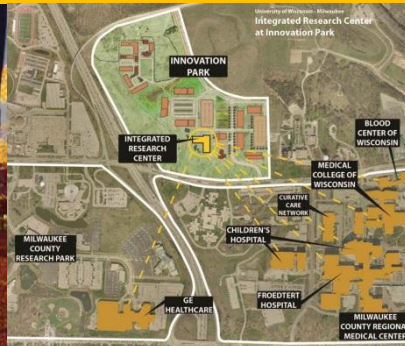 University of Wisconsin - Milwaukee
Integrated Research Center
at Innovation Park
INNOVATION
PARK
INTEGRATED
RESEARCH
CENTER
BLOOD
CENTER OF
WISCONSIN
MEDICAL
COLLEGE OF
WISCONSIN
CURATIVE
CARE
NETWORK
CHILDREN'S
HOSPITAL
MILWAUKEE
COUNTY
RESEARCH PARK
GE
HEALTHCARE
FROEDTERT
HOSPITAL
MILWAUKEE
COUNTY REGIONAL
MEDICAL CENTER